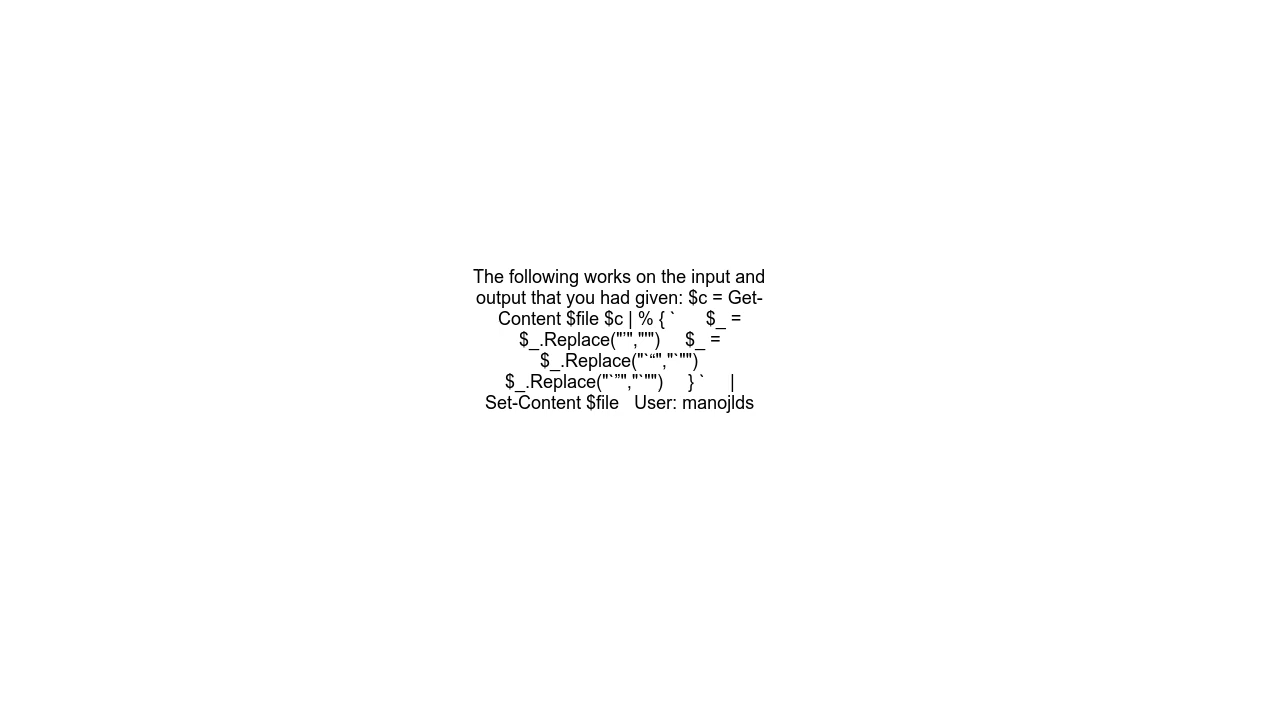 The following works on the input and
output that you had given: $c = Get-
Content $file $c | % { `      $_ =
$_.Replace("’","'")     $_ =
$_.Replace("`“","`"")
$_.Replace("`”","`"")     } `     |
Set-Content $file   User: manojlds